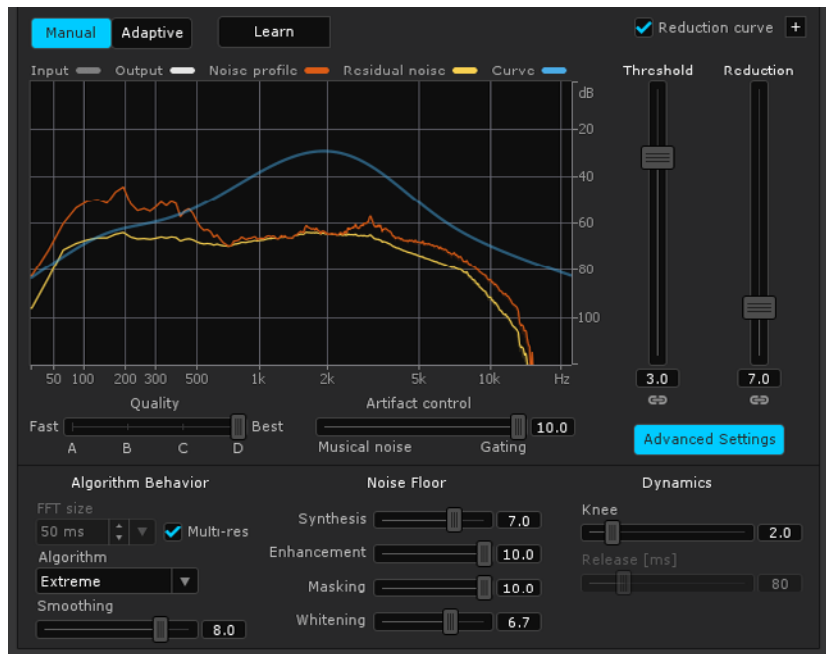 Manual Adaptive Learn Reduction curve +
Input Output Noise profile Residual noise Curve Threshold Reduction
dB
-20
-40
-60
-80
-100
50 100 200 300 500 1k 2k 5k 10k Hz
3.0 7.0
Quality Artifact control
Fast Best 10.0
A B C D Musical noise Gating
Advanced Settings
Algorithm Behavior Noise Floor Dynamics
FFT size Knee
50 ms Multi-res Synthesis 7.0 2.0
Algorithm Enhancement 10.0 Release [ms]
Extreme Masking 10.0 80
Smoothing Whitening 6.7
8.0